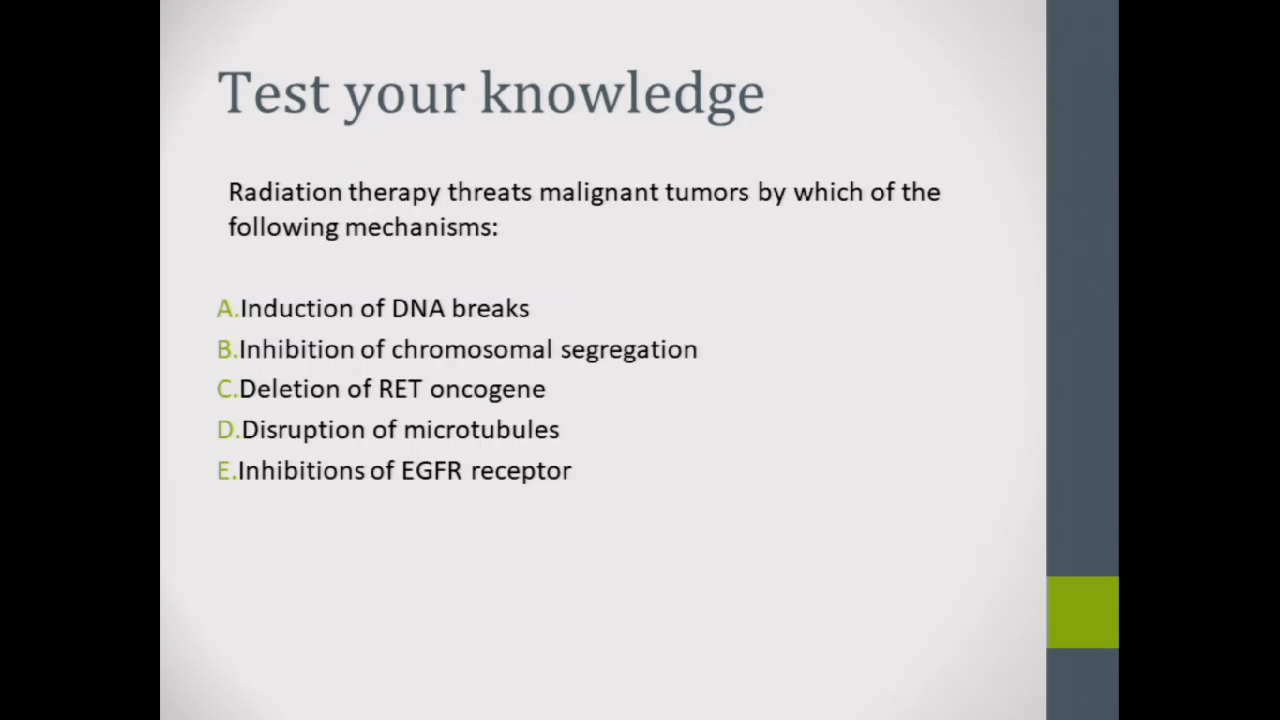 Test your knowledge
Radiation therapy threats malignant tumors by which of the
following mechanisms:
A.Induction of DNA breaks
B.Inhibition of chromosomal segregation
C.Deletion of RET oncogene
D.Disruption of microtubules
E.Inhibitions of EGFR receptor